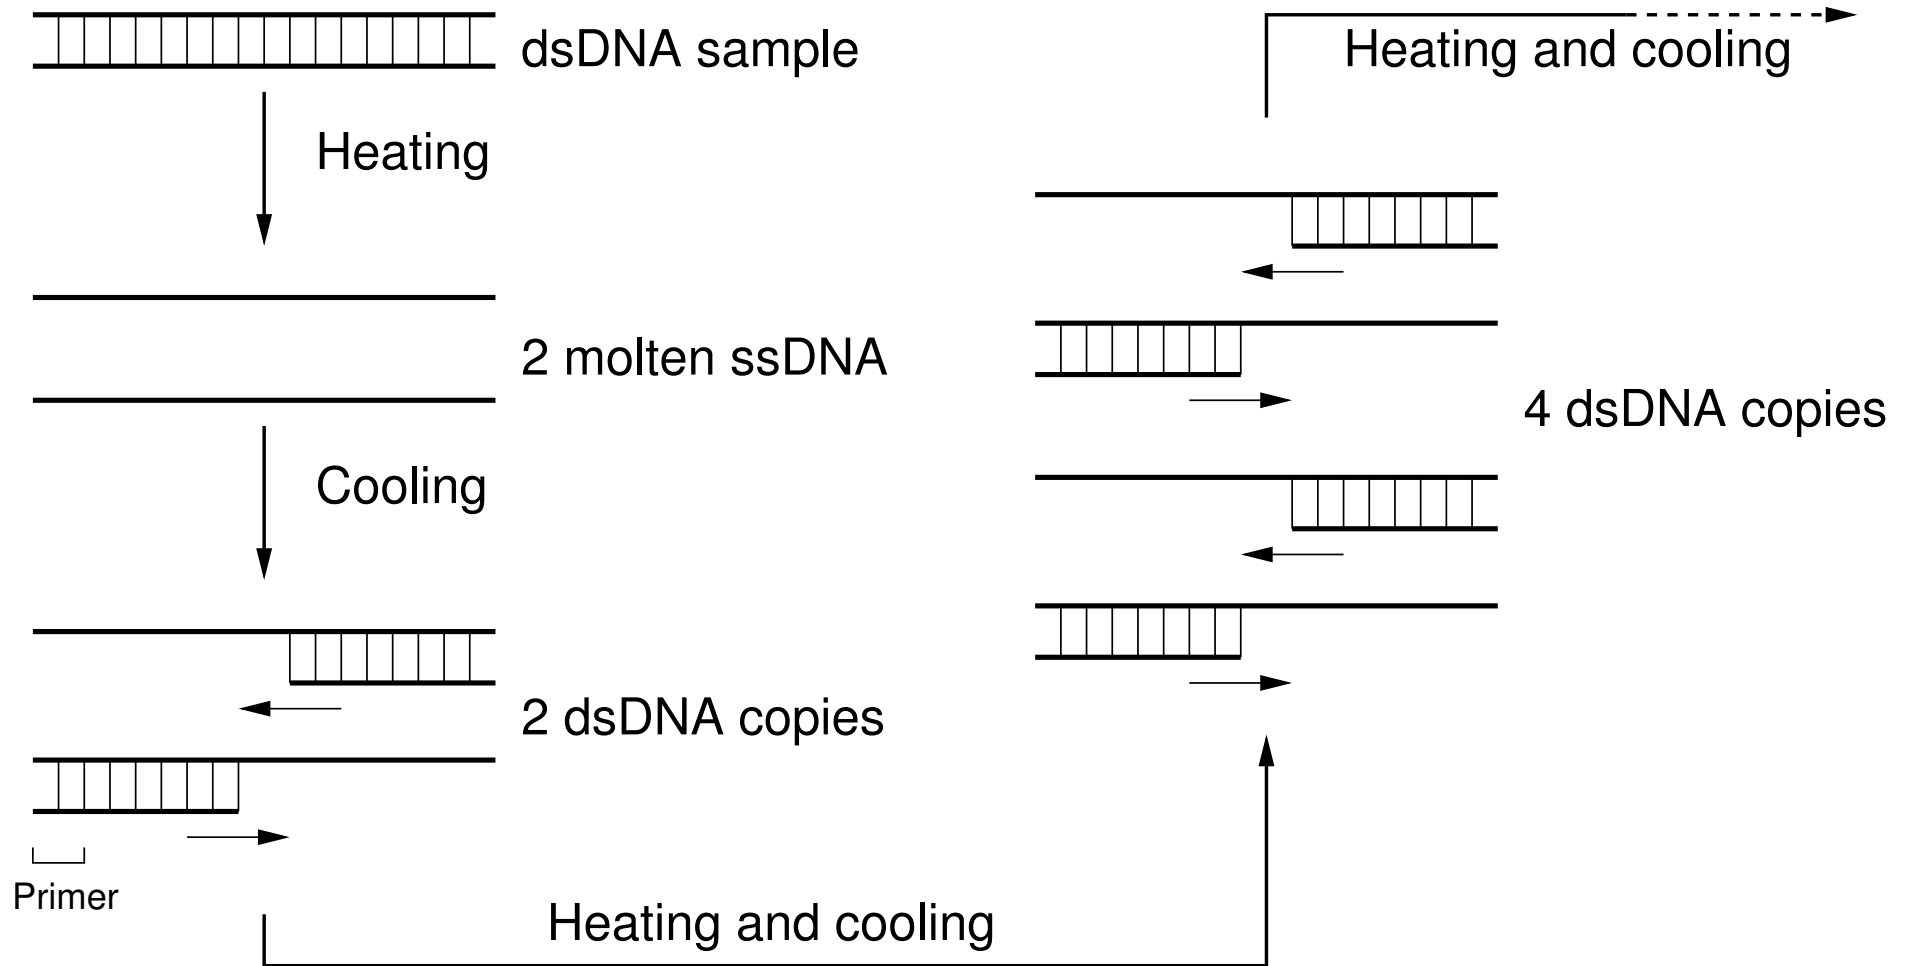 dsDNA sample
Heating
2 molten ssDNA
Cooling
2 dsDNA copies
Primer
Heating and cooling
4 dsDNA copies
Heating and cooling